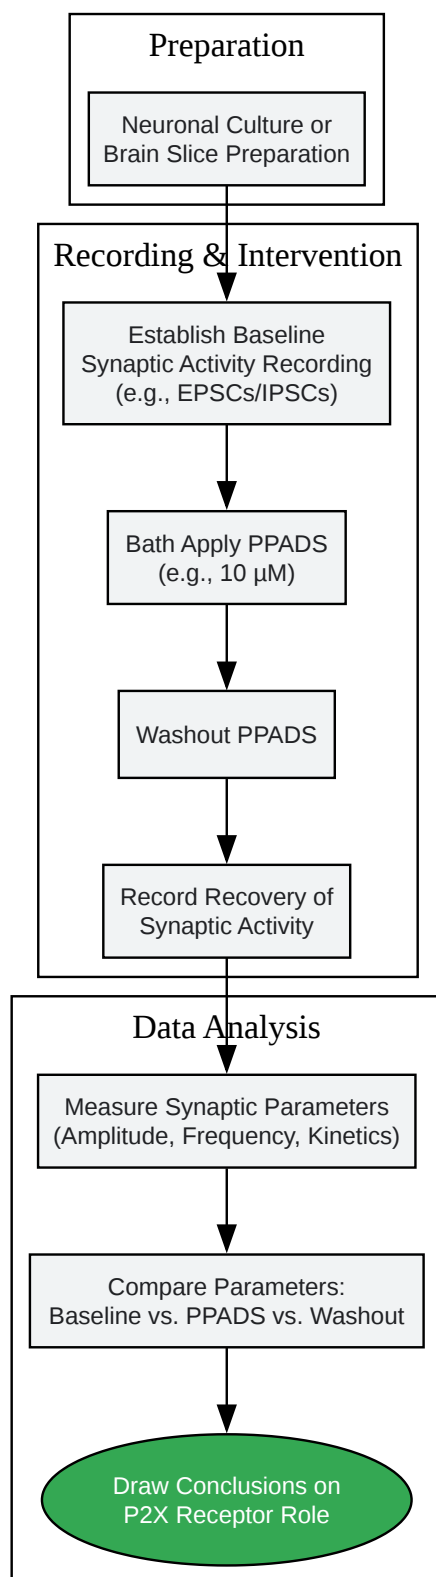 Preparation
Neuronal Culture or
Brain Slice Preparation
Recording & Intervention
Establish Baseline
Synaptic Activity Recording
(e.g., EPSCs/IPSCs)
Bath Apply PPADS
(e.g., 10 µM)
Washout PPADS
Record Recovery of
Synaptic Activity
Data Analysis
Measure Synaptic Parameters
(Amplitude, Frequency, Kinetics)
Compare Parameters:
Baseline vs. PPADS vs. Washout
Draw Conclusions on
P2X Receptor Role